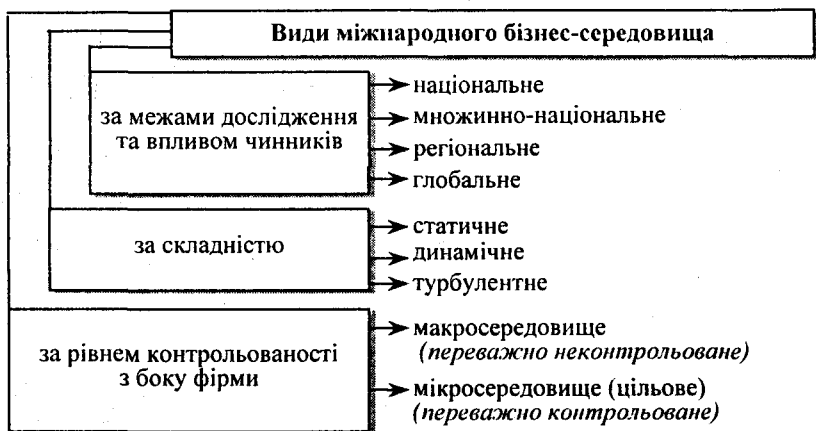 Види міжнародного бізнес-середовища
за межами дослідження
та впливом чинників
національне
множинно-національне
регіональне
глобальне
за складністю
статичне
динамічне
турбулентне
за рівнем контрольованості
з боку фірми
макросередовище
(переважно неконтрольоване)
мікросередовище (цільове)
(переважно контрольоване)